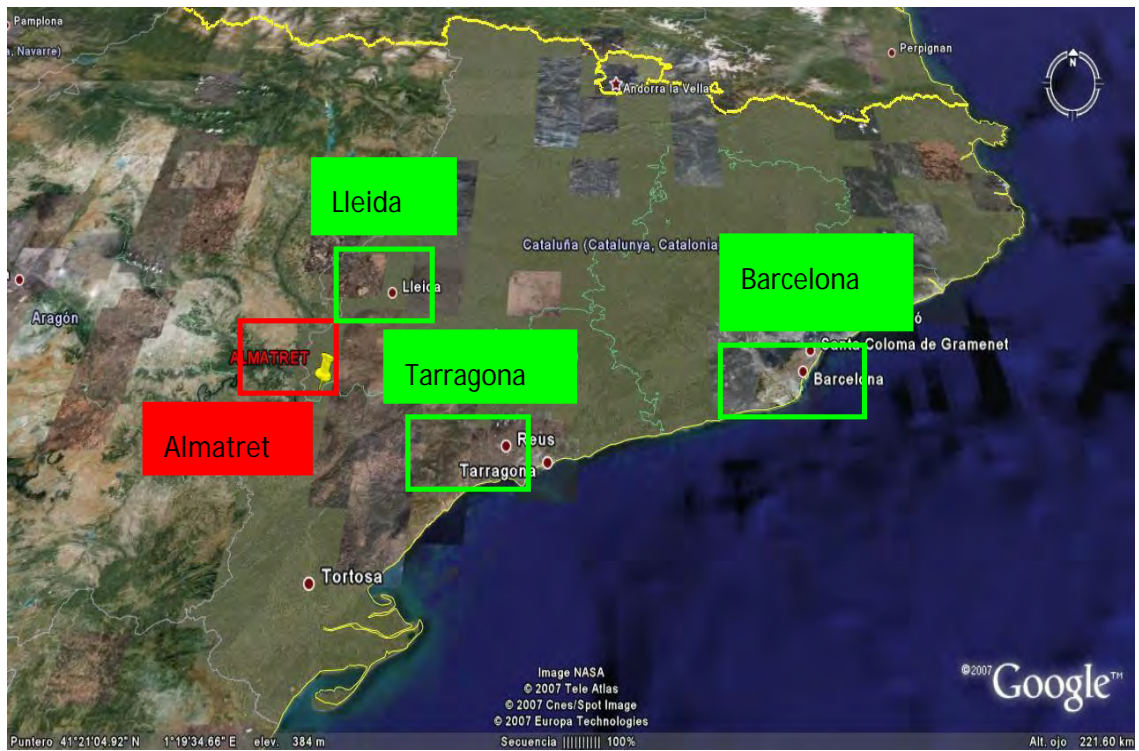 Pamplona
a, Navarre)
Perpignan
N
Andorra la Vella
Lleida
Cataluña (Catalunya, Catalonia)
Barcelona
Lleida
Aragón
ó
Santa Coloma de Gramenet
ALMATRET
Tarragona
Barcelona
Almatret
Reus
Tarragona
Tortosa
Image NASA
© 2007 Tele Atlas
© 2007 Cnes/Spot Image
© 2007 Europa Technologies
©2007 Google™
Puntero 41°21'04.92" N 1°19'34.66" E elev. 384 m
Secuencia |||||||||| 100%
Alt. ojo 221.60 km